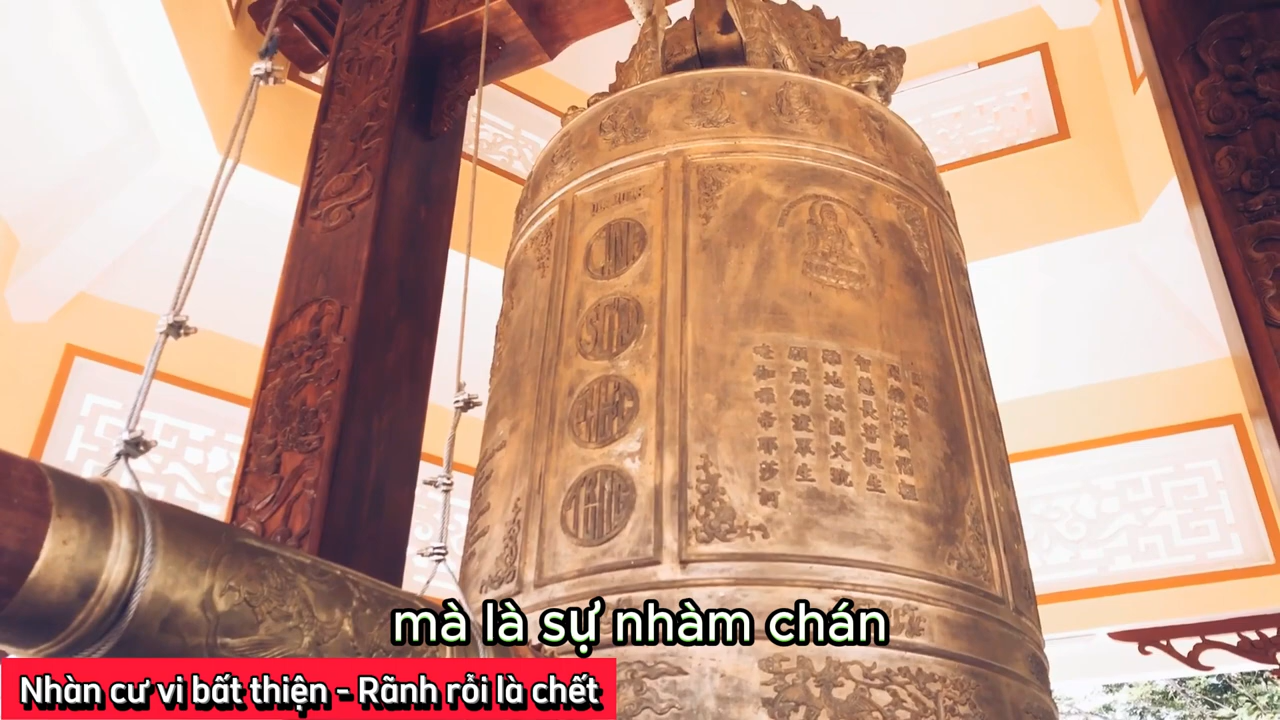 智慧長菩提生
離地獄出火坑
願成佛渡眾生
唵伽囉帝耶莎訶
mà là sự nhàm chán
Nhàn cư vi bất thiện - Rãnh rỗi là chết